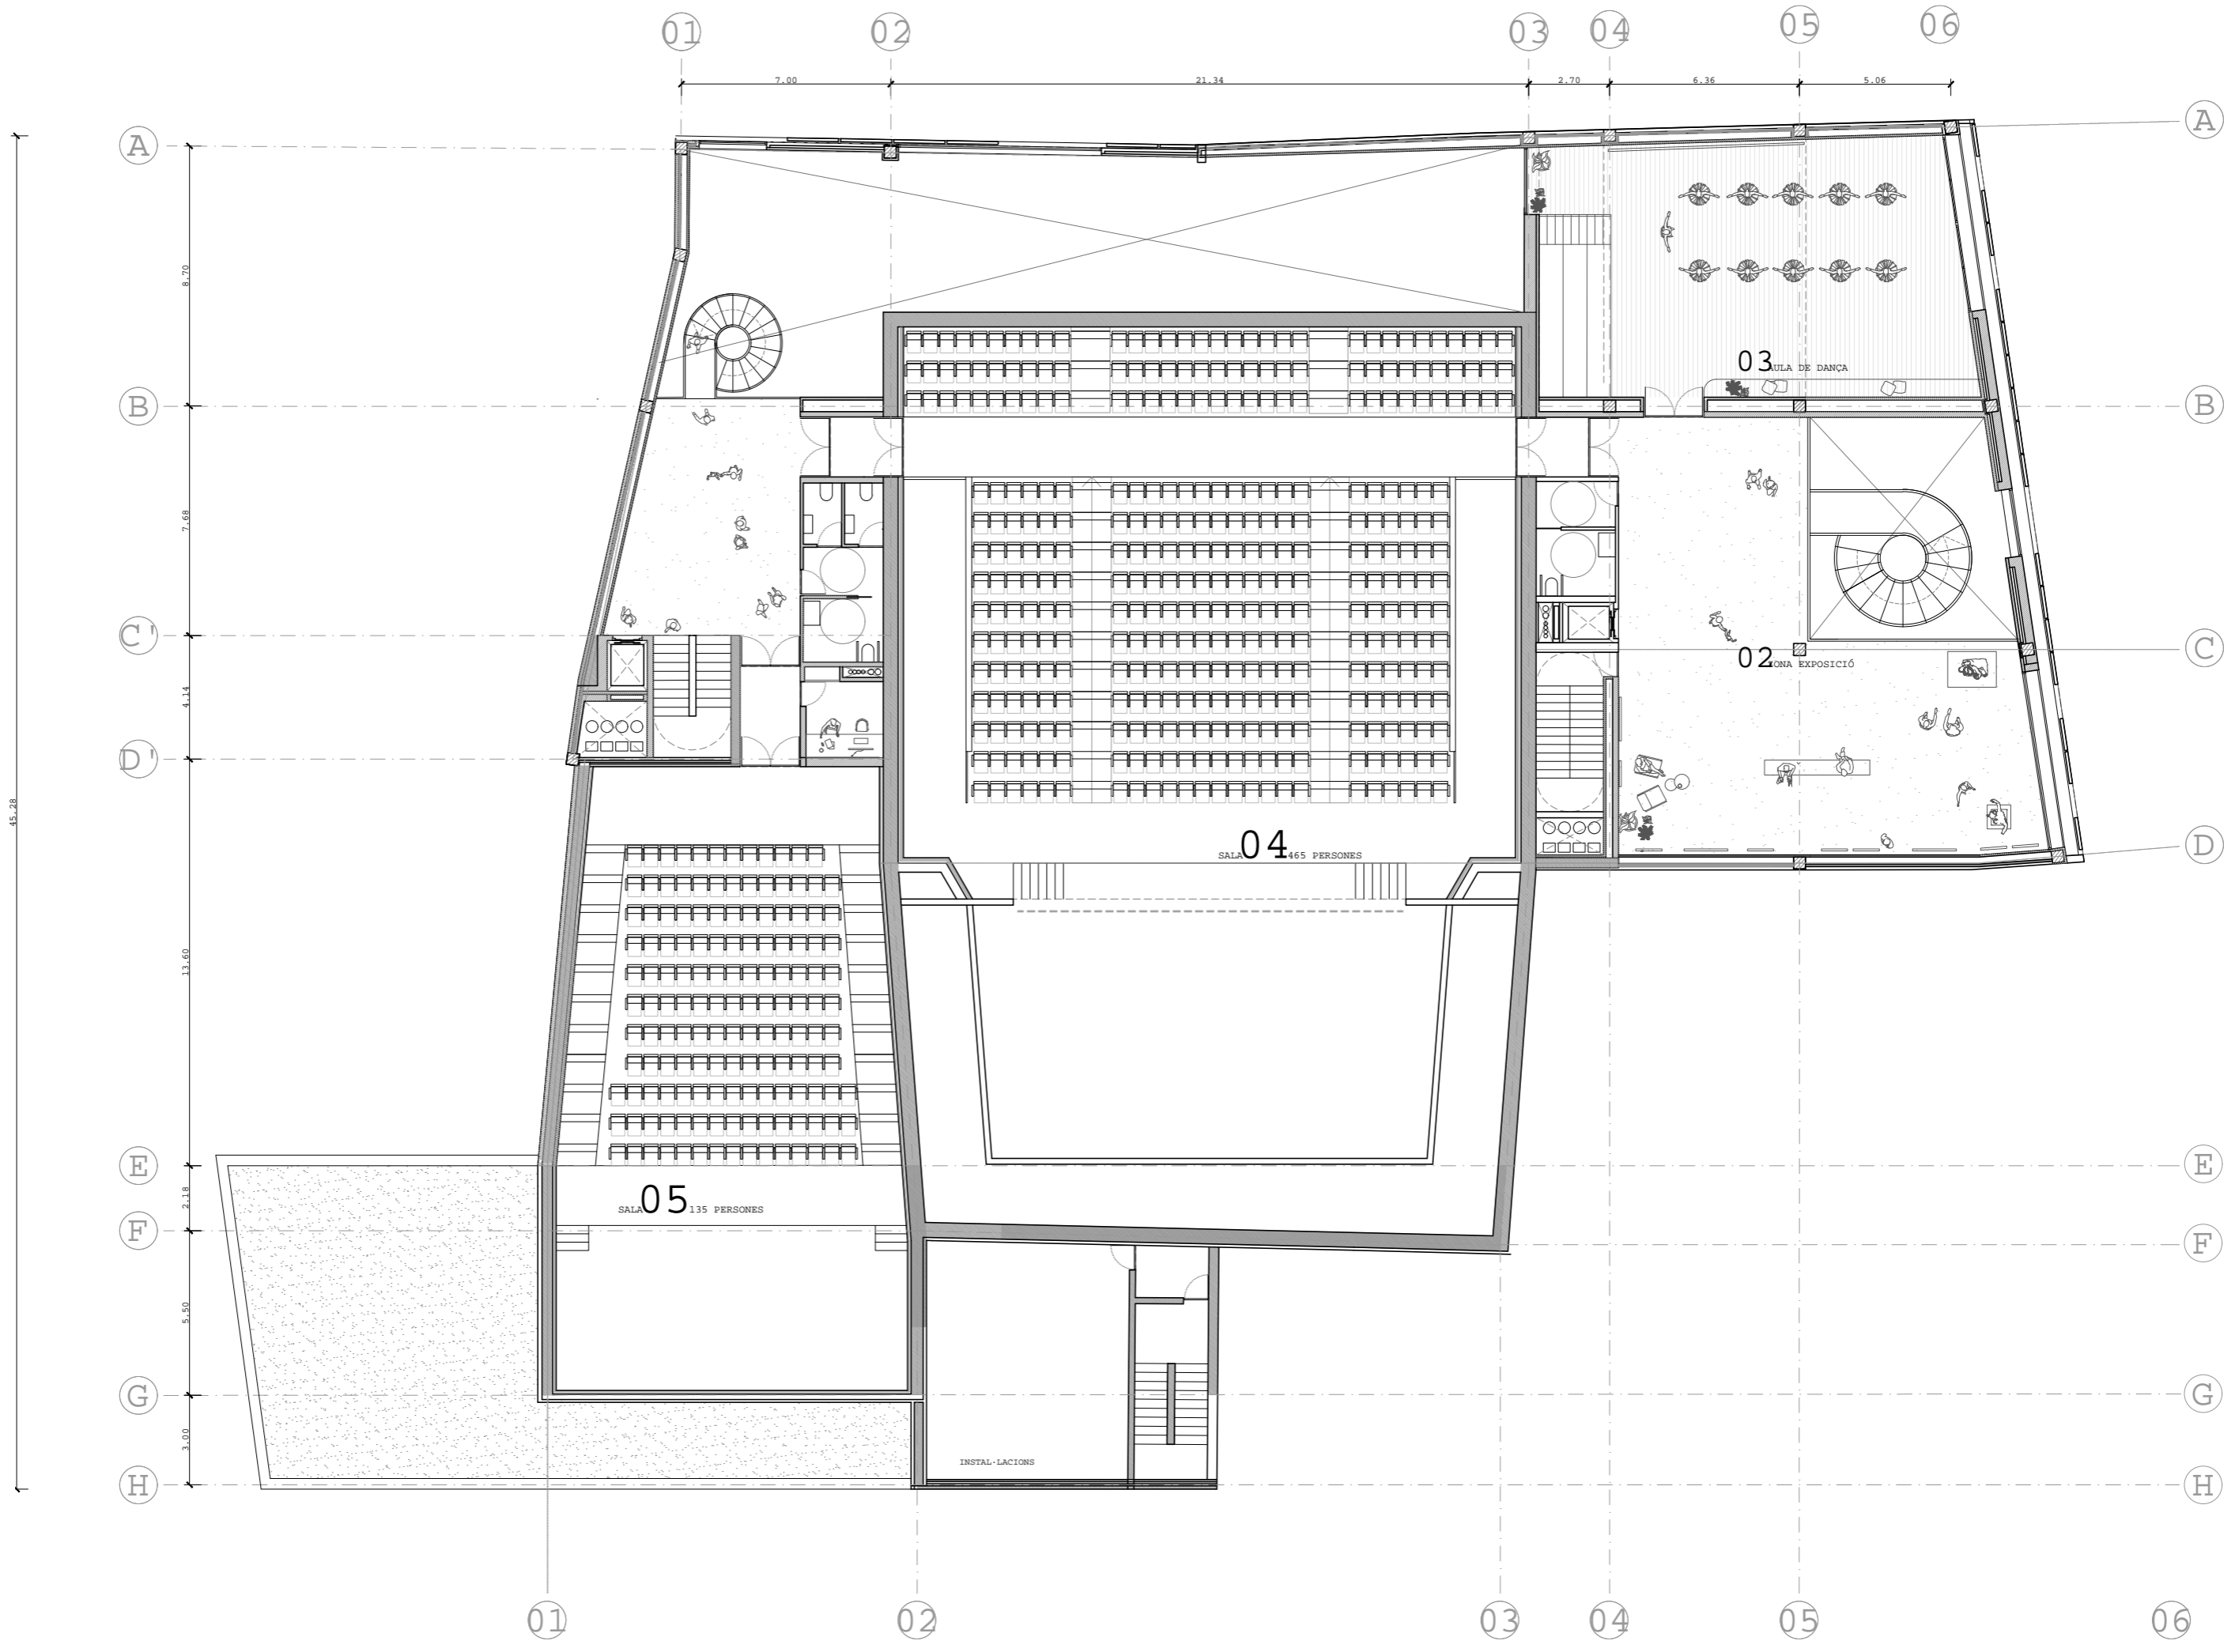 01 02 03 04 05 06
7.00 21.34 2.70 6.36 5.06
A A
8.70
03 AULA DE DANÇA
B B
7.68
C' C
02 ZONA EXPOSICIÓ
4.14
D'
45.28
SALA 04 465 PERSONES
D
13.60
E E
2.18
SALA 05 135 PERSONES
F F
5.50
G G
3.00
INSTAL·LACIONS
H H
01 02 03 04 05 06